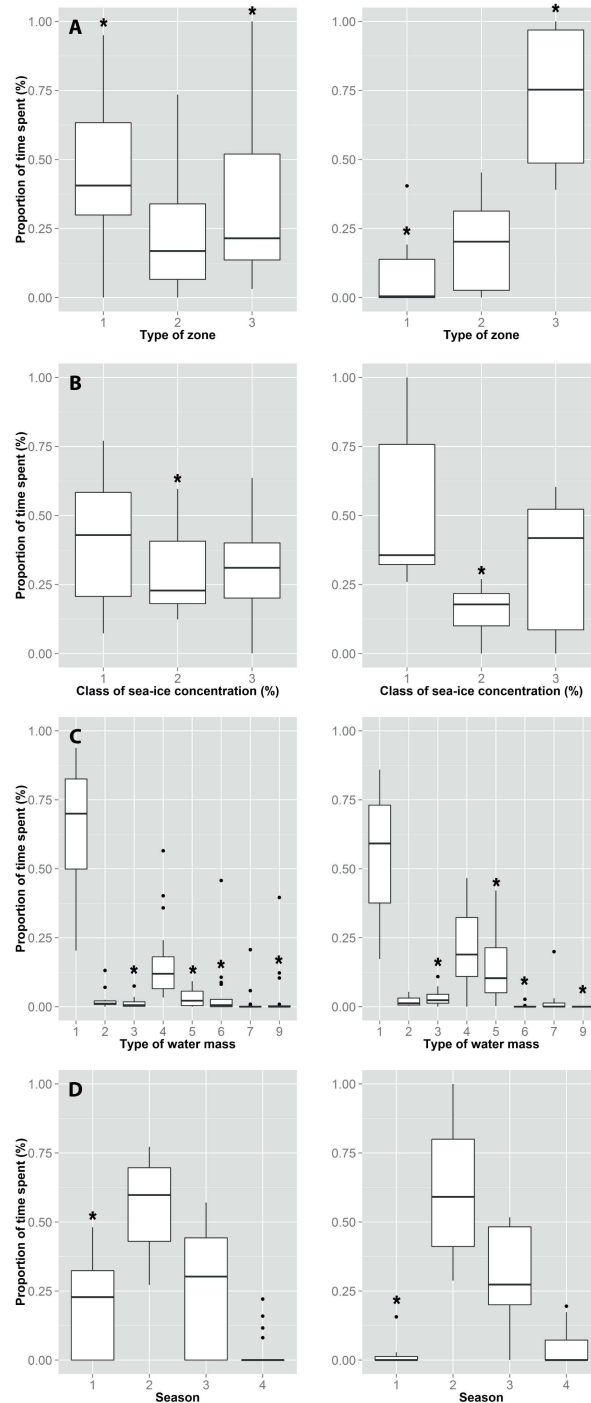 A
Proportion of time spent (%)
1.00
0.75
0.50
0.25
0.00
* *
1 2 3
Type of zone
1.00
0.75
0.50
0.25
0.00
* *
1 2 3
Type of zone
B
Proportion of time spent (%)
1.00
0.75
0.50
0.25
0.00
*
1 2 3
Class of sea-ice concentration (%)
1.00
0.75
0.50
0.25
0.00
*
1 2 3
Class of sea-ice concentration (%)
C
Proportion of time spent (%)
1.00
0.75
0.50
0.25
0.00
* * * *
1 2 3 4 5 6 7 9
Type of water mass
1.00
0.75
0.50
0.25
0.00
* * * *
1 2 3 4 5 6 7 9
Type of water mass
D
Proportion of time spent (%)
1.00
0.75
0.50
0.25
0.00
*
1 2 3 4
Season
1.00
0.75
0.50
0.25
0.00
*
1 2 3 4
Season